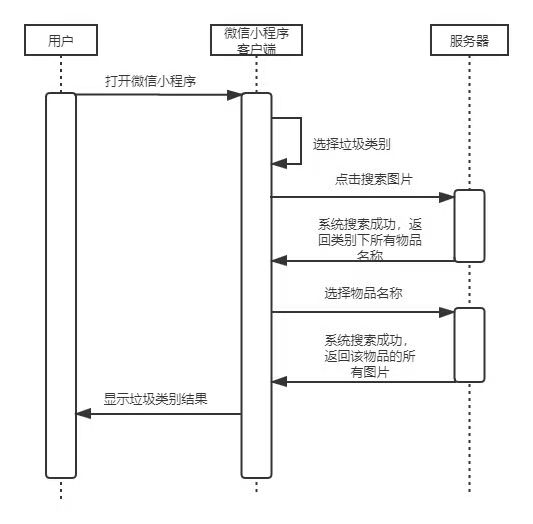 用户
微信小程序
客户端
服务器
打开微信小程序
选择垃圾类别
点击搜索图片
系统搜索成功，返
回类别下所有物品
名称
选择物品名称
系统搜索成功，
返回该物品的所
有图片
显示垃圾类别结果